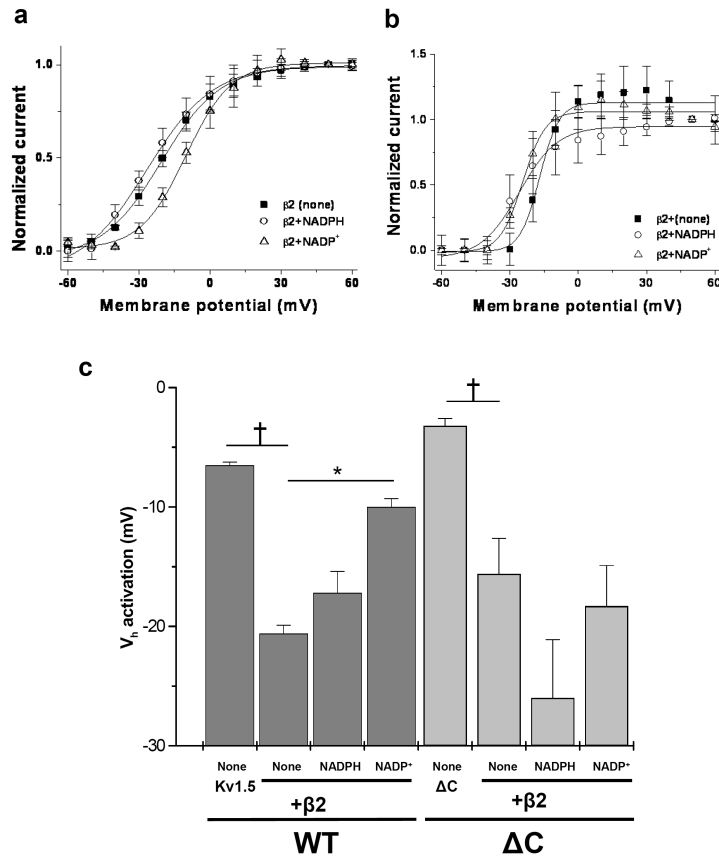 a
Normalized current
1.0
0.5
0.0
-60
-30
0
30
60
Membrane potential (mV)
β2 (none)
β2+NADPH
β2+NADP⁺
b
Normalized current
1.5
1.0
0.5
0.0
-60
-30
0
30
60
Membrane potential (mV)
β2+(none)
β2+NADPH
β2+NADP⁺
c
Vₕ activation (mV)
0
-10
-20
-30
†
*
†
None
None
NADPH
NADP⁺
None
None
NADPH
NADP⁺
Kv1.5
ΔC
+β2
+β2
WT
ΔC